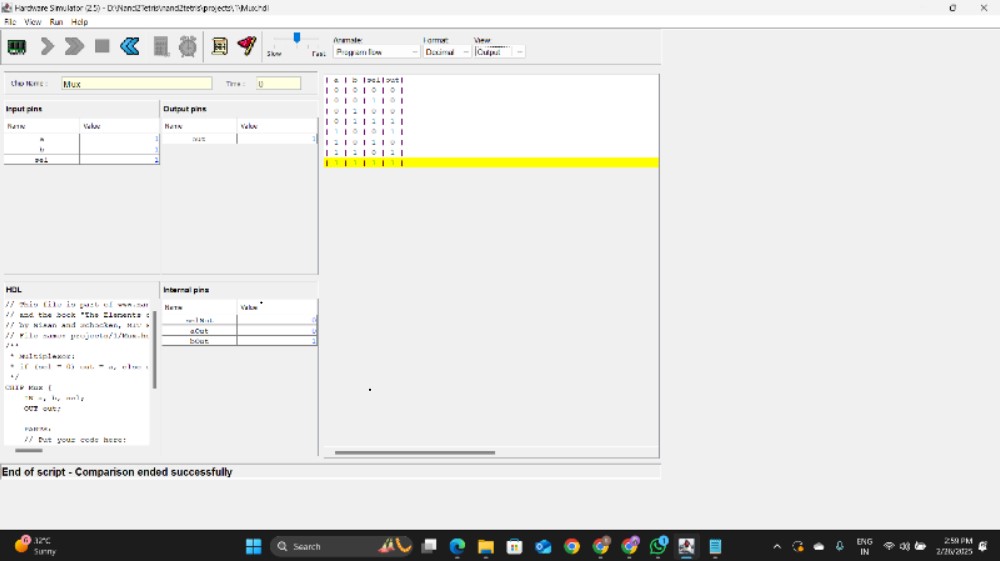 Hardware Simulator (2.5) - D:\Nand2Tetris\nand2tetris\projects\1\Mux.hdl
File View Run Help
Slow Fast
Animate:
Program flow
Format:
Decimal
View:
Output
Chip Name :
Mux
Time :
0
Input pins
Name Value
a 1
b 1
sel 1
Output pins
Name Value
out 1
| a | b |sel|out|
| 0 | 0 | 0 | 0 |
| 0 | 0 | 1 | 0 |
| 0 | 1 | 0 | 0 |
| 0 | 1 | 1 | 1 |
| 1 | 0 | 0 | 1 |
| 1 | 0 | 1 | 0 |
| 1 | 1 | 0 | 1 |
| 1 | 1 | 1 | 1 |
HDL
// This file is part of www.nan
// and the book "The Elements o
// by Nisan and Schocken, MIT
// File name: projects/1/Mux.h
/**
* Multiplexor:
* if (sel = 0) out = a, else
*/
CHIP Mux {
IN a, b, sel;
OUT out;
PARTS:
// Put your code here:
Internal pins
Name Value
selNot 0
aOut 0
bOut 1
End of script - Comparison ended successfully
32°C
Sunny
Search
ENG
IN
2:59 PM
2/26/2025